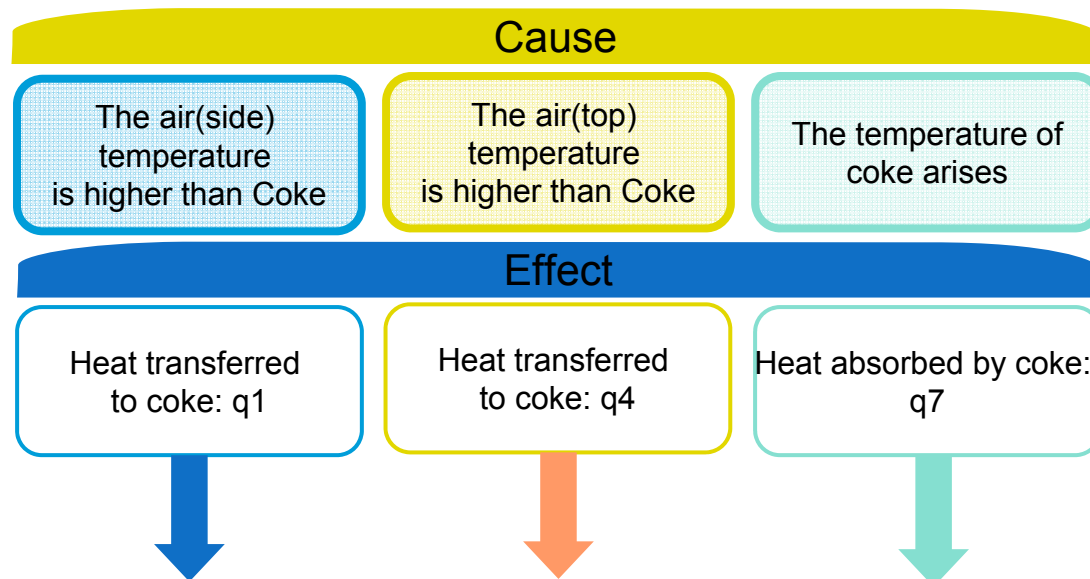 Cause
The air(side)
temperature
is higher than Coke
The air(top)
temperature
is higher than Coke
The temperature of
coke arises
Effect
Heat transferred
to coke: q1
Heat transferred
to coke: q4
Heat absorbed by coke:
q7